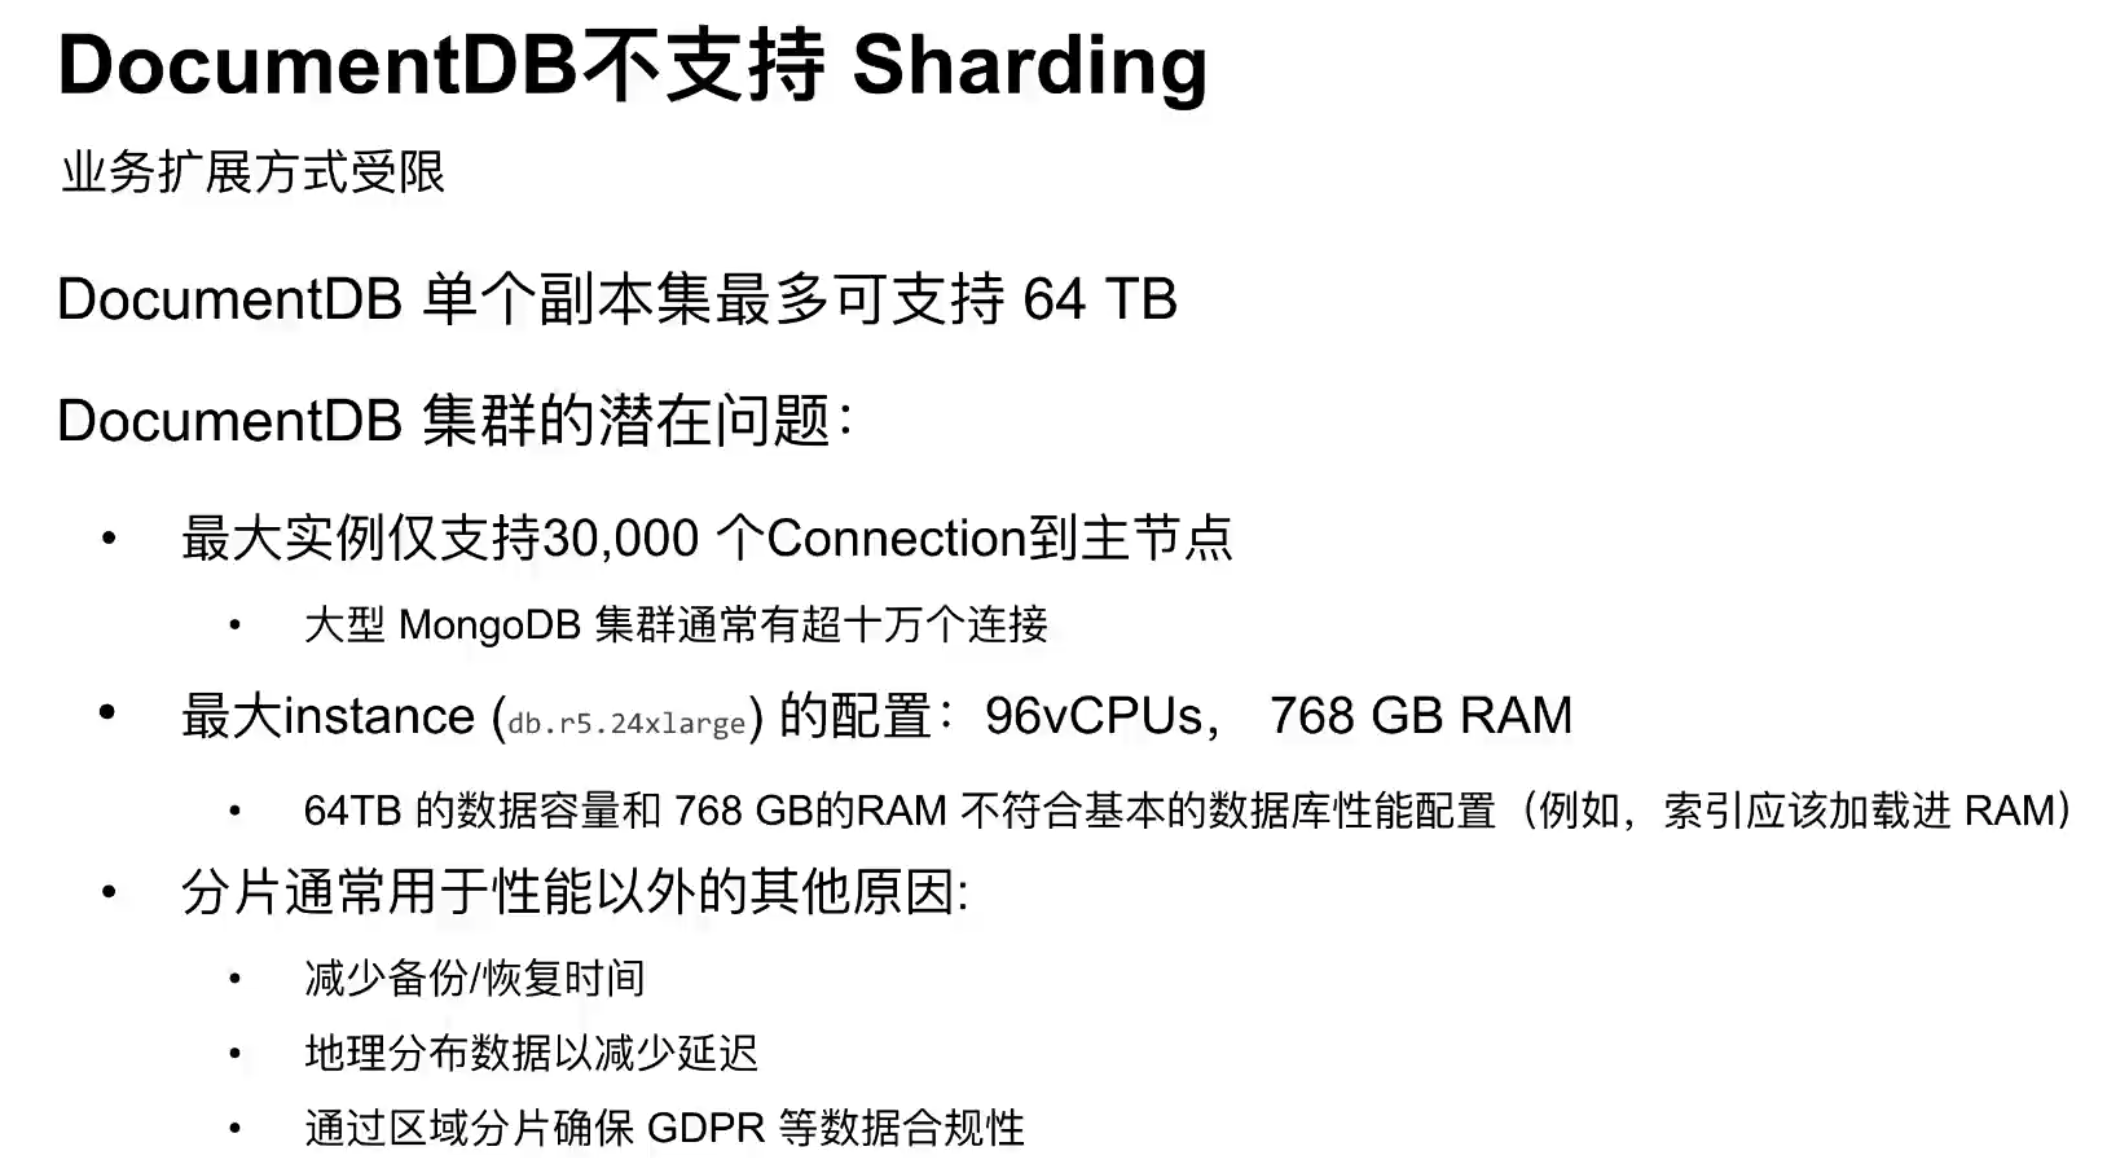 DocumentDB不支持 Sharding
业务扩展方式受限
DocumentDB 单个副本集最多可支持 64 TB
DocumentDB 集群的潜在问题：
• 最大实例仅支持30,000 个Connection到主节点
• 大型 MongoDB 集群通常有超十万个连接
• 最大instance (db.r5.24xlarge) 的配置：96vCPUs， 768 GB RAM
• 64TB 的数据容量和 768 GB的RAM 不符合基本的数据库性能配置（例如，索引应该加载进 RAM）
• 分片通常用于性能以外的其他原因:
• 减少备份/恢复时间
• 地理分布数据以减少延迟
• 通过区域分片确保 GDPR 等数据合规性